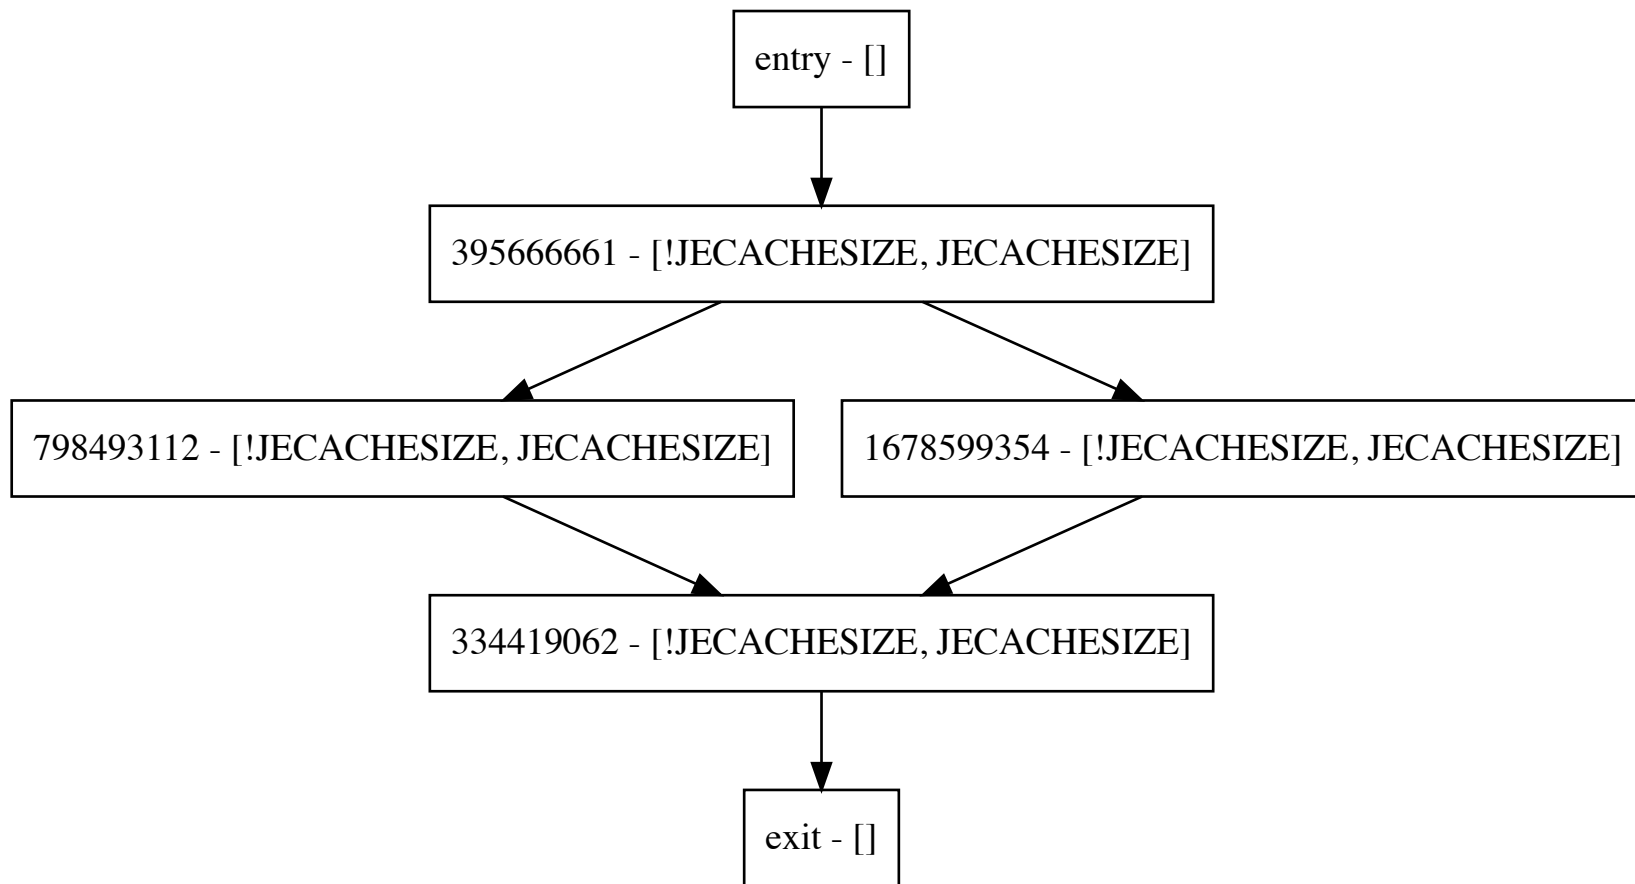 entry - []
395666661 - [!JECACHESIZE, JECACHESIZE]
798493112 - [!JECACHESIZE, JECACHESIZE]
1678599354 - [!JECACHESIZE, JECACHESIZE]
334419062 - [!JECACHESIZE, JECACHESIZE]
exit - []